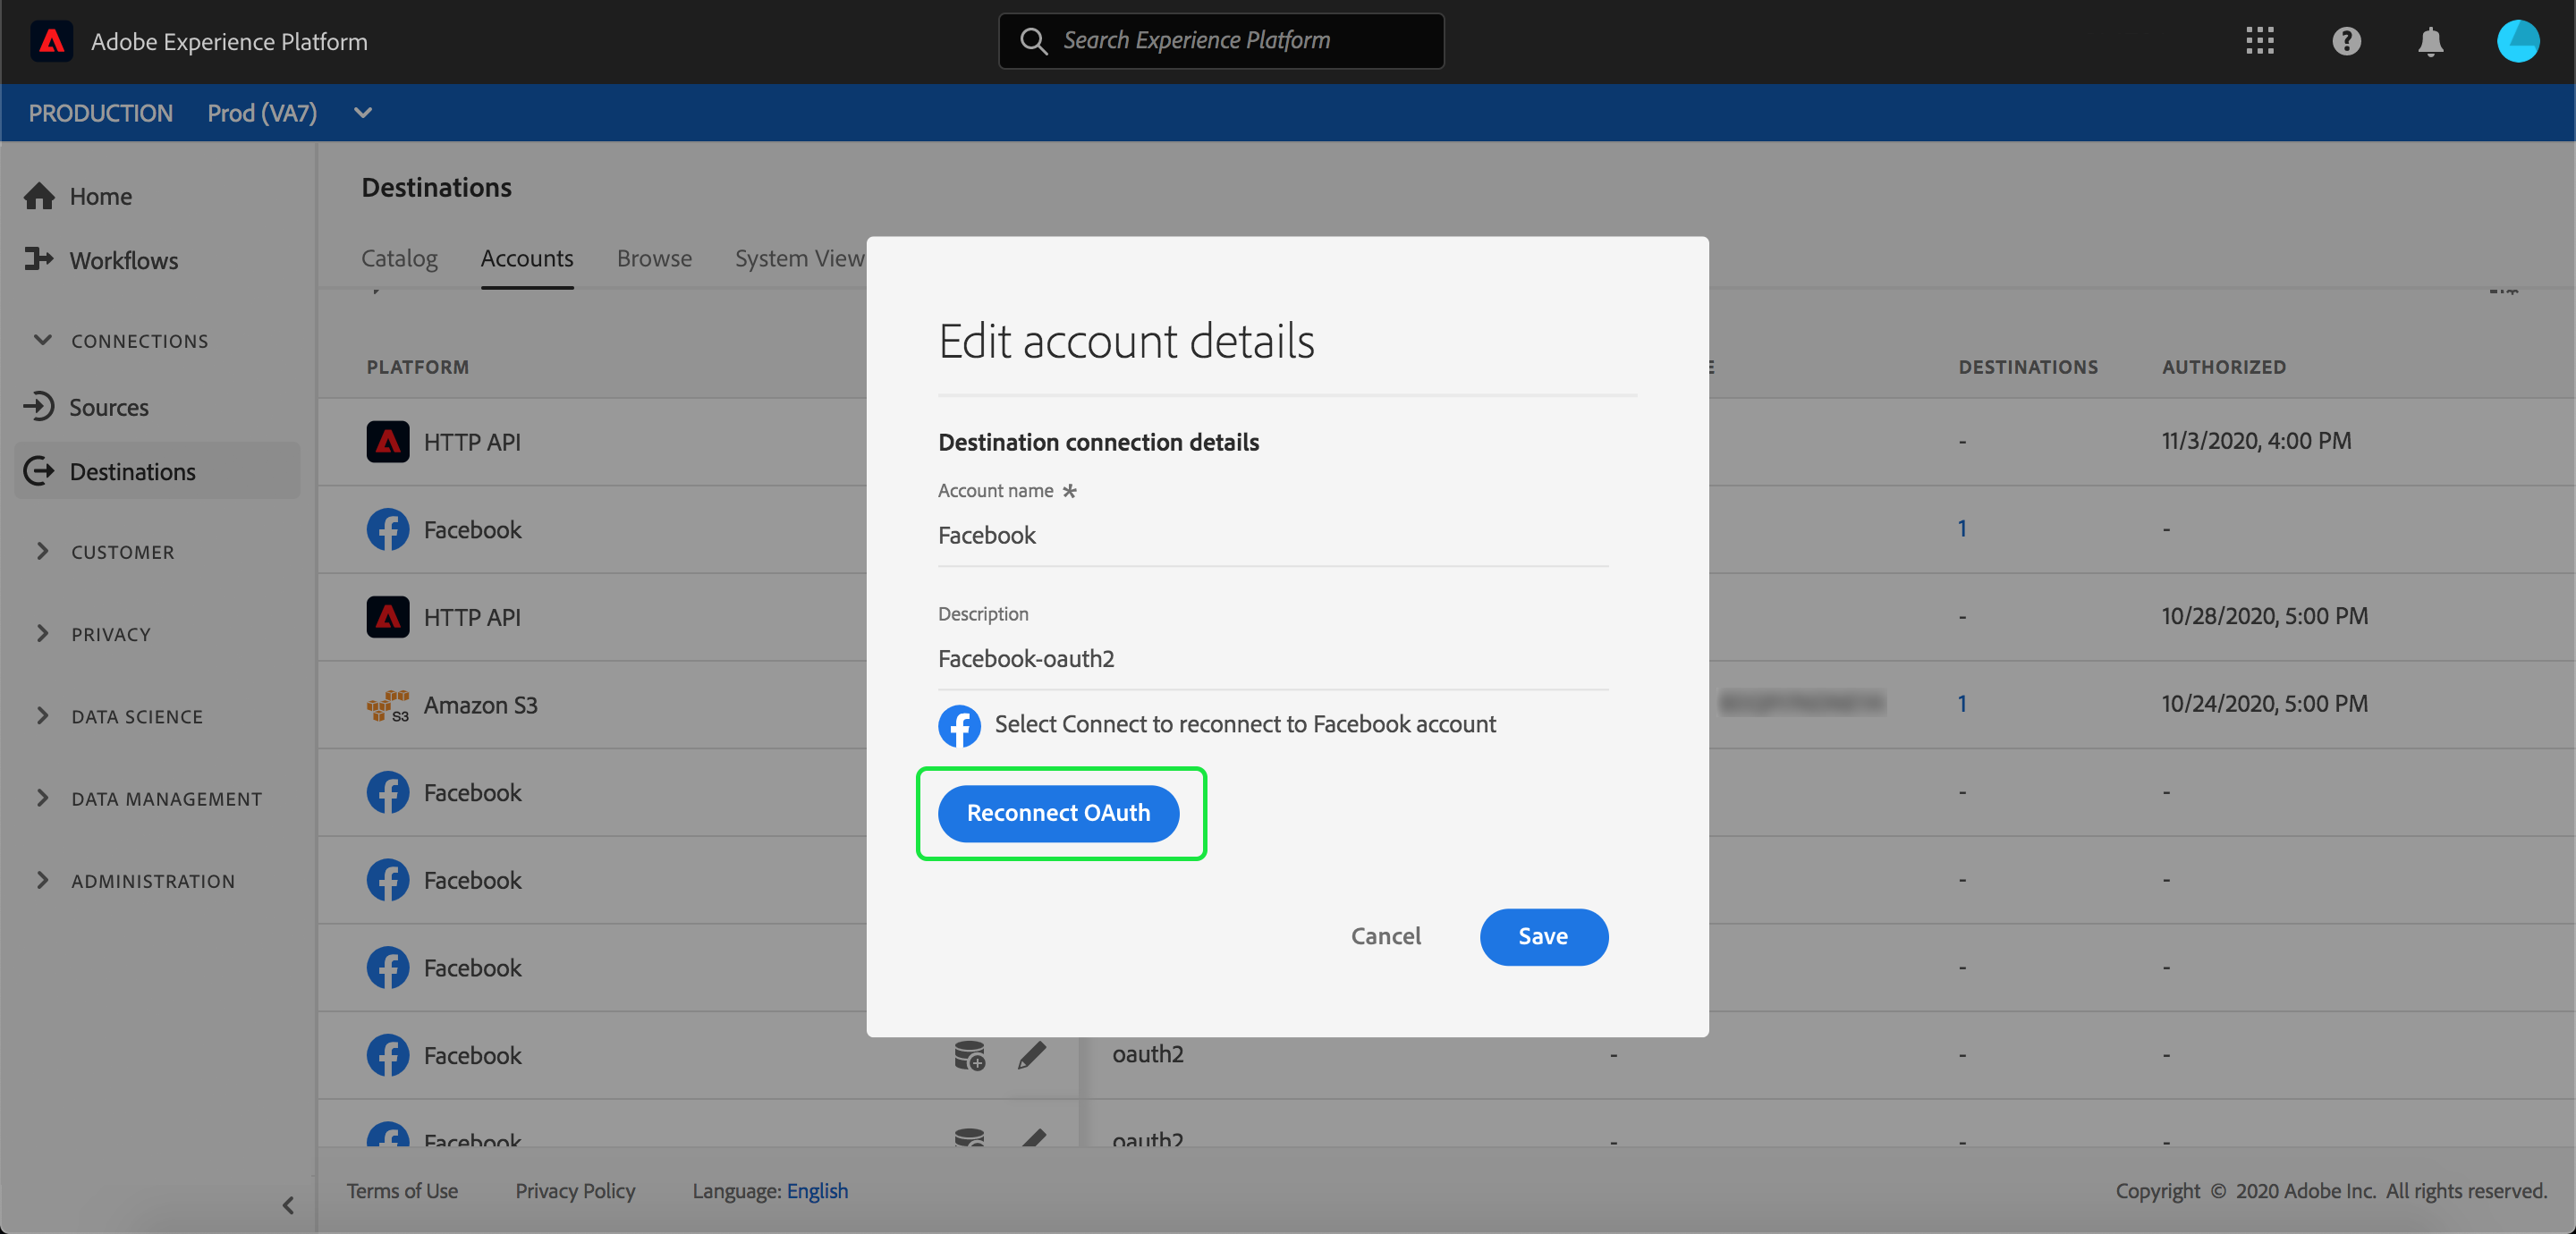 Adobe Experience Platform
Search Experience Platform
PRODUCTION Prod (VA7)
Home
Workflows
CONNECTIONS
Sources
Destinations
CUSTOMER
PRIVACY
DATA SCIENCE
DATA MANAGEMENT
ADMINISTRATION
Destinations
Catalog Accounts Browse System View
PLATFORM DESTINATIONS AUTHORIZED
HTTP API - 11/3/2020, 4:00 PM
Facebook 1 -
HTTP API - 10/28/2020, 5:00 PM
S3 Amazon S3 1 10/24/2020, 5:00 PM
Facebook - -
Facebook - -
Facebook - -
Facebook oauth2 - - -
Facebook oauth2 - - -
Edit account details
Destination connection details
Account name *
Facebook
Description
Facebook-oauth2
Select Connect to reconnect to Facebook account
Reconnect OAuth
Cancel Save
Terms of Use Privacy Policy Language: English
Copyright © 2020 Adobe Inc. All rights reserved.